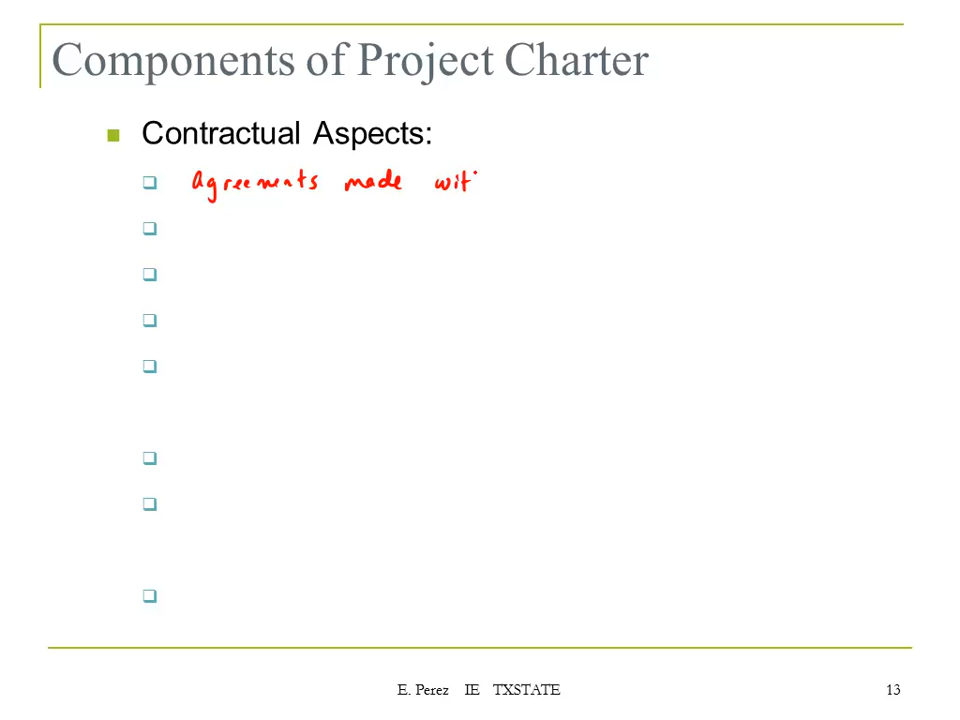 Components of Project Charter
Contractual Aspects:
Agreements made wit
E. Perez IE TXSTATE 13